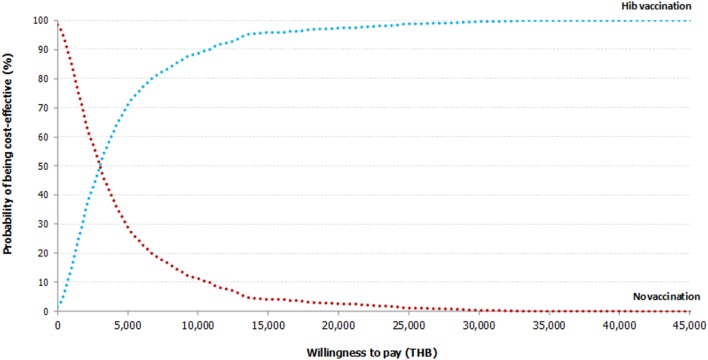 Hib vaccination
100
90
80
70
60
50
40
30
20
10
0
Probability of being cost-effective (%)
No vaccination
0 5,000 10,000 15,000 20,000 25,000 30,000 35,000 40,000 45,000
Willingness to pay (THB)